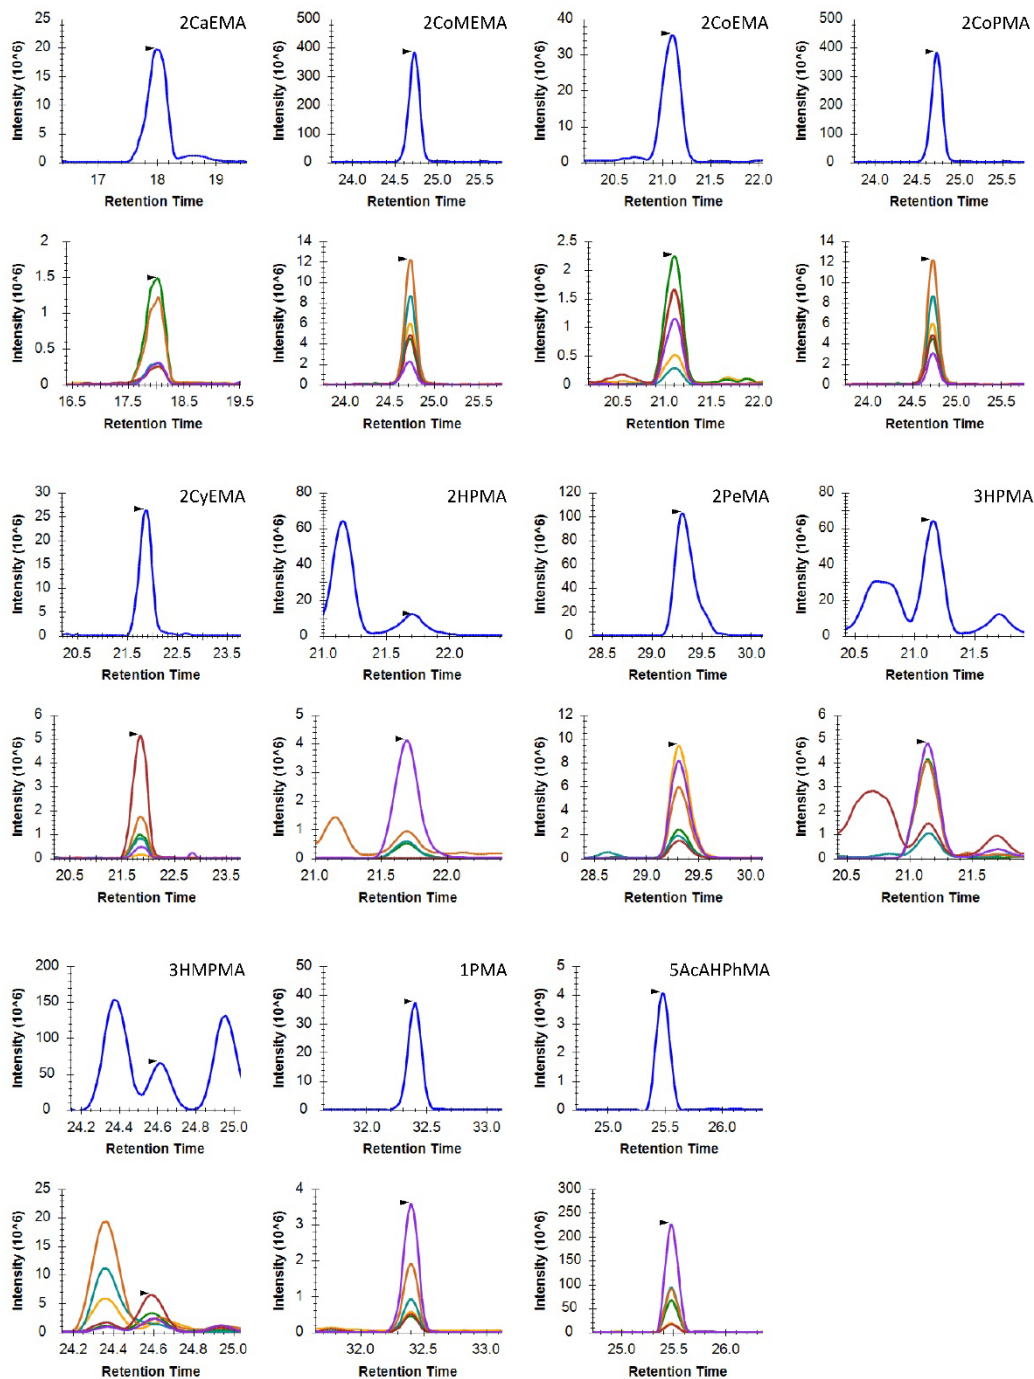 2CaEMA
Intensity (10^6)
25
20
15
10
5
0
17 18 19
Retention Time
2CoMEMA
Intensity (10^6)
500
400
300
200
100
0
24.0 24.5 25.0 25.5
Retention Time
2CoEMA
Intensity (10^6)
40
30
20
10
0
20.5 21.0 21.5 22.0
Retention Time
2CoPMA
Intensity (10^6)
500
400
300
200
100
0
24.0 24.5 25.0 25.5
Retention Time
Intensity (10^6)
2
1.5
1
0.5
0
16.5 17.5 18.5 19.5
Retention Time
Intensity (10^6)
14
12
10
8
6
4
2
0
24.0 24.5 25.0 25.5
Retention Time
Intensity (10^6)
2.5
2
1.5
1
0.5
0
20.5 21.0 21.5 22.0
Retention Time
Intensity (10^6)
14
12
10
8
6
4
2
0
24.0 24.5 25.0 25.5
Retention Time
2CyEMA
Intensity (10^6)
30
25
20
15
10
5
0
20.5 21.5 22.5 23.5
Retention Time
2HPMA
Intensity (10^6)
80
60
40
20
0
21.0 21.5 22.0
Retention Time
2PeMA
Intensity (10^6)
120
100
80
60
40
20
0
28.5 29.0 29.5 30.0
Retention Time
3HPMA
Intensity (10^6)
80
60
40
20
0
20.5 21.0 21.5
Retention Time
Intensity (10^6)
6
5
4
3
2
1
0
20.5 21.5 22.5 23.5
Retention Time
Intensity (10^6)
5
4
3
2
1
0
21.0 21.5 22.0
Retention Time
Intensity (10^6)
12
10
8
6
4
2
0
28.5 29.0 29.5 30.0
Retention Time
Intensity (10^6)
6
5
4
3
2
1
0
20.5 21.0 21.5
Retention Time
3HMPMA
Intensity (10^6)
200
150
100
50
0
24.2 24.4 24.6 24.8 25.0
Retention Time
1PMA
Intensity (10^6)
50
40
30
20
10
0
32.0 32.5 33.0
Retention Time
5AcAHPhMA
Intensity (10^9)
5
4
3
2
1
0
25.0 25.5 26.0
Retention Time
Intensity (10^6)
25
20
15
10
5
0
24.2 24.4 24.6 24.8 25.0
Retention Time
Intensity (10^6)
4
3
2
1
0
32.0 32.5 33.0
Retention Time
Intensity (10^6)
300
250
200
150
100
50
0
25.0 25.5 26.0
Retention Time